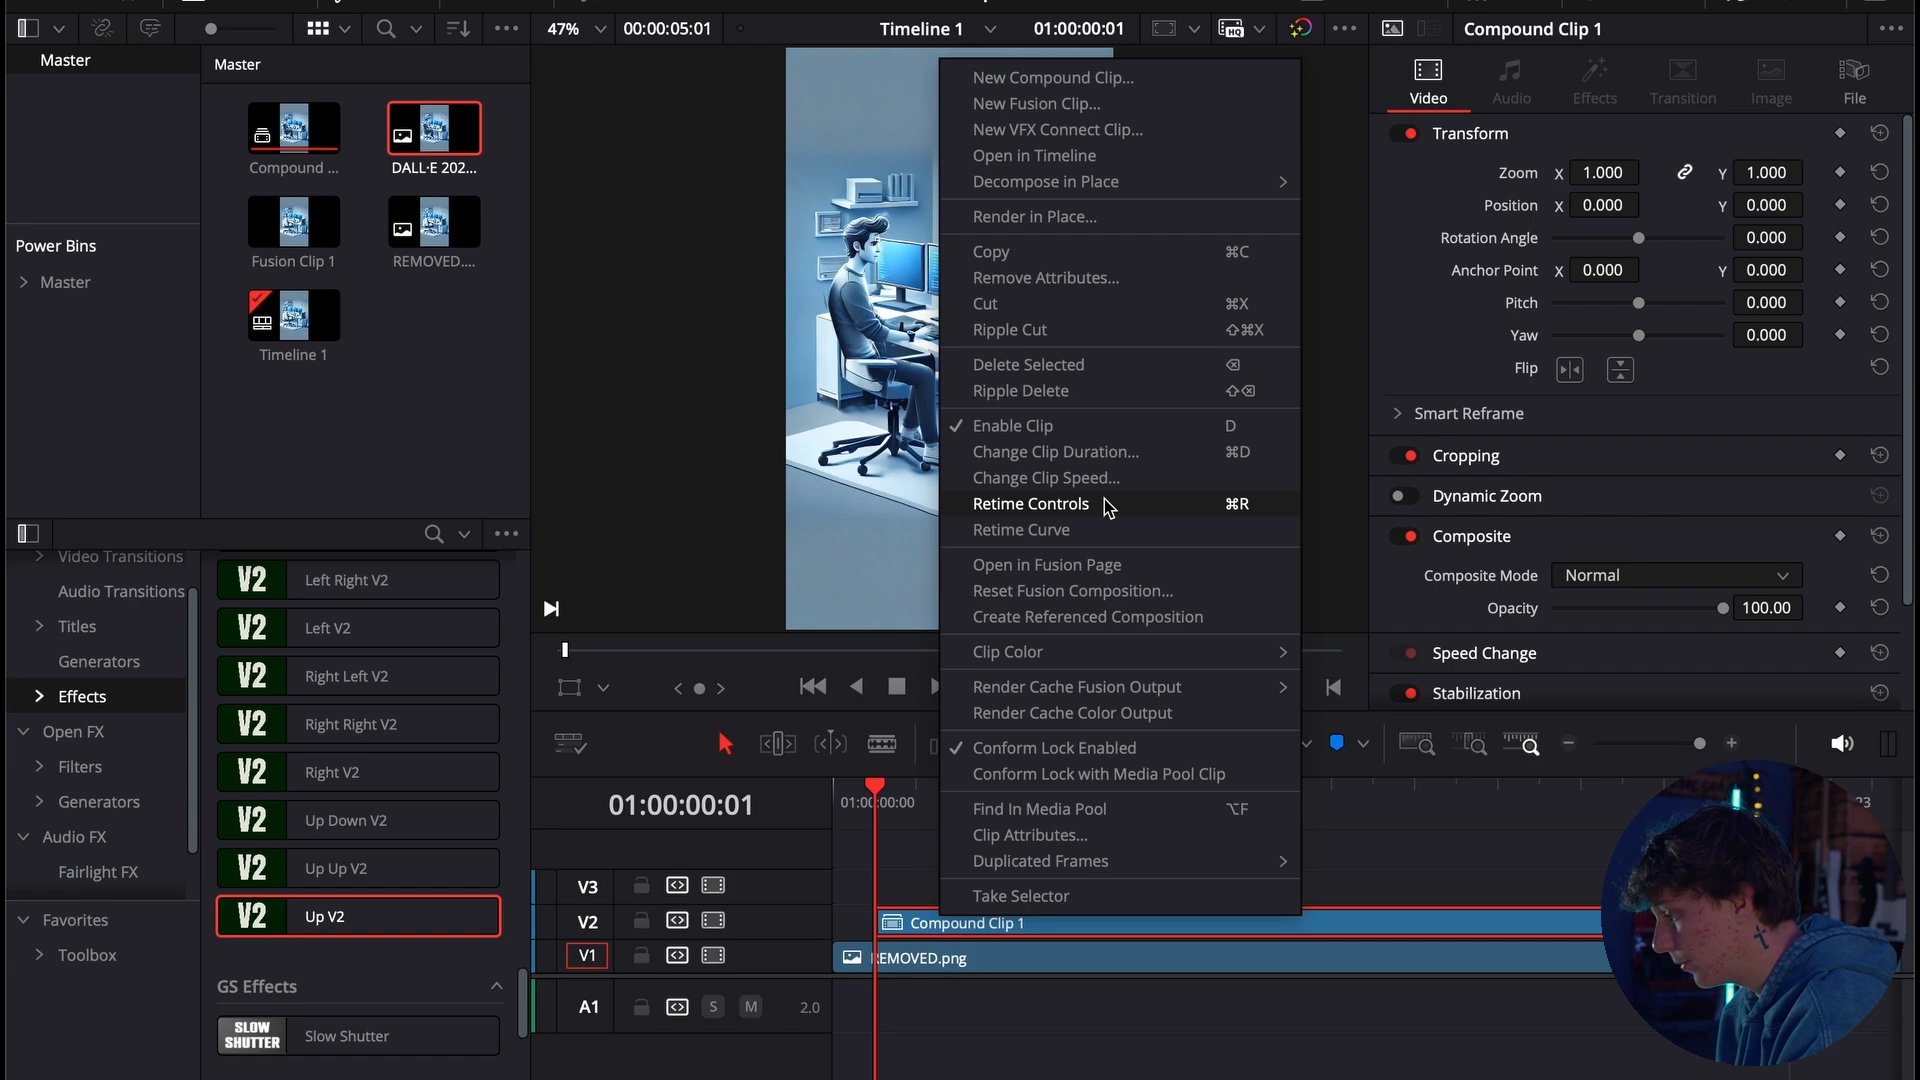 47%
00:00:05:01
Timeline 1
01:00:00:01
Compound Clip 1
Master
Master
Compound ...
DALL·E 202...
Fusion Clip 1
REMOVED....
Timeline 1
Power Bins
Master
New Compound Clip...
New Fusion Clip...
New VFX Connect Clip...
Open in Timeline
Decompose in Place
Render in Place...
Copy ⌘C
Remove Attributes...
Cut ⌘X
Ripple Cut ⇧⌘X
Delete Selected ⌫
Ripple Delete ⇧⌫
Enable Clip D
Change Clip Duration... ⌘D
Change Clip Speed...
Retime Controls ⌘R
Retime Curve
Open in Fusion Page
Reset Fusion Composition...
Create Referenced Composition
Clip Color
Render Cache Fusion Output
Render Cache Color Output
Conform Lock Enabled
Conform Lock with Media Pool Clip
Find In Media Pool ⌥F
Clip Attributes...
Duplicated Frames
Take Selector
Video
Audio
Effects
Transition
Image
File
Transform
Zoom X 1.000 Y 1.000
Position X 0.000 Y 0.000
Rotation Angle 0.000
Anchor Point X 0.000 Y 0.000
Pitch 0.000
Yaw 0.000
Flip
Smart Reframe
Cropping
Dynamic Zoom
Composite
Composite Mode Normal
Opacity 100.00
Speed Change
Stabilization
Video Transitions
Audio Transitions
Titles
Generators
Effects
Open FX
Filters
Generators
Audio FX
Fairlight FX
Favorites
Toolbox
V2 Left Right V2
V2 Left V2
V2 Right Left V2
V2 Right Right V2
V2 Right V2
V2 Up Down V2
V2 Up Up V2
V2 Up V2
GS Effects
SLOW
SHUTTER
Slow Shutter
01:00:00:01
01:00:00:00
V3
V2
Compound Clip 1
V1
REMOVED.png
A1 S M 2.0